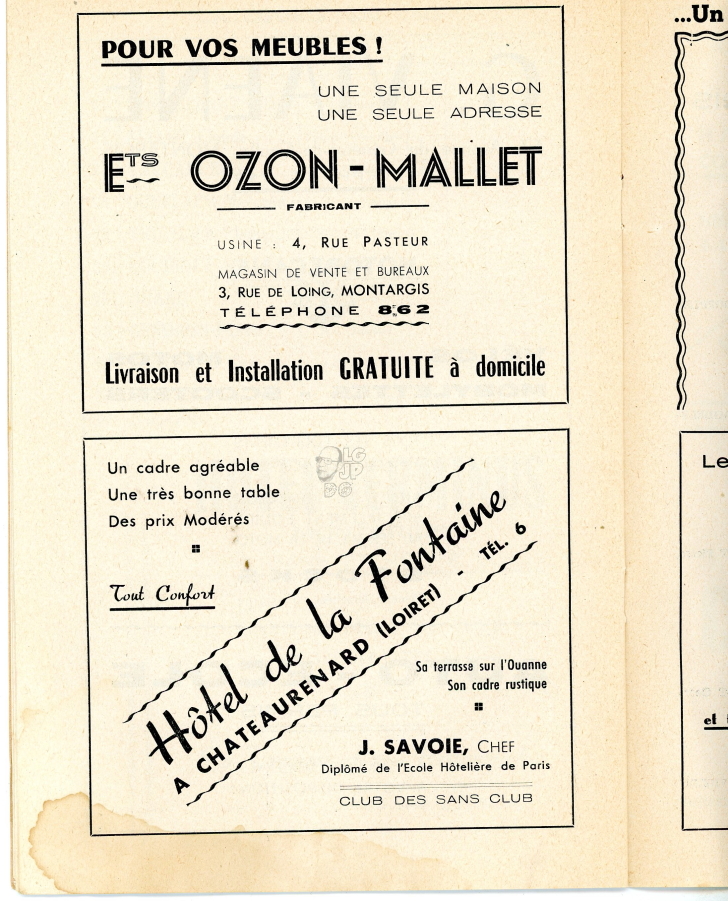 POUR VOS MEUBLES !
UNE SEULE MAISON
UNE SEULE ADRESSE
ETS OZON-MALLET
FABRICANT
USINE : 4, RUE PASTEUR
MAGASIN DE VENTE ET BUREAUX
3, RUE DE LOING, MONTARGIS
TÉLÉPHONE 8.62
Livraison et Installation GRATUITE à domicile
Un cadre agréable
Une très bonne table
Des prix Modérés
Tout Confort
Hôtel de la Fontaine
A CHATEAURENARD (LOIRET) - TÉL. 6
Sa terrasse sur l'Ouanne
Son cadre rustique
J. SAVOIE, CHEF
Diplômé de l'Ecole Hôtelière de Paris
CLUB DES SANS CLUB
...Un
Le
et
LG
JP
DG